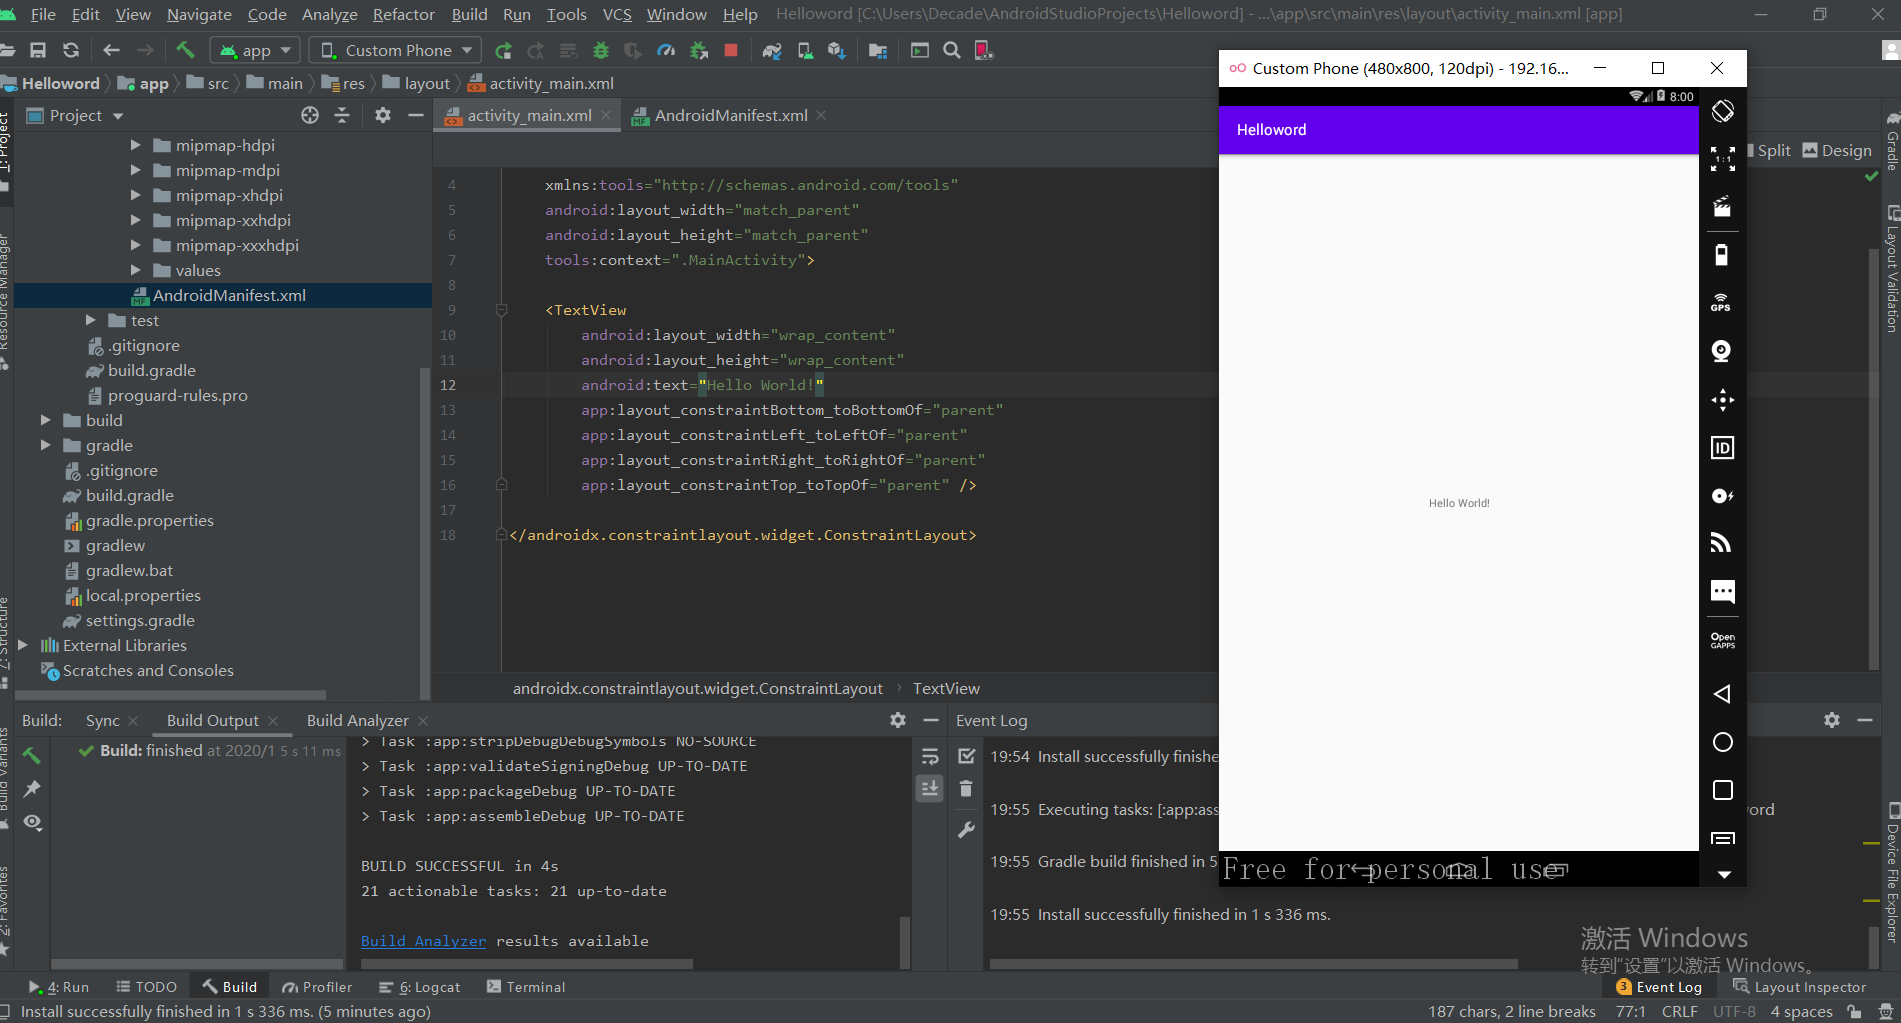 File Edit View Navigate Code Analyze Refactor Build Run Tools VCS Window Help Helloword [C:\Users\Decade\AndroidStudioProjects\Helloword] - ...\app\src\main\res\layout\activity_main.xml [app]
app Custom Phone
Helloword app src main res layout activity_main.xml
Project
activity_main.xml AndroidManifest.xml
Split Design
mipmap-hdpi
mipmap-mdpi
mipmap-xhdpi
mipmap-xxhdpi
mipmap-xxxhdpi
values
AndroidManifest.xml
test
.gitignore
build.gradle
proguard-rules.pro
build
gradle
.gitignore
build.gradle
gradle.properties
gradlew
gradlew.bat
local.properties
settings.gradle
External Libraries
Scratches and Consoles
4 xmlns:tools="http://schemas.android.com/tools"
5 android:layout_width="match_parent"
6 android:layout_height="match_parent"
7 tools:context=".MainActivity">
8
9 <TextView
10 android:layout_width="wrap_content"
11 android:layout_height="wrap_content"
12 android:text="Hello World!"
13 app:layout_constraintBottom_toBottomOf="parent"
14 app:layout_constraintLeft_toLeftOf="parent"
15 app:layout_constraintRight_toRightOf="parent"
16 app:layout_constraintTop_toTopOf="parent" />
17
18 </androidx.constraintlayout.widget.ConstraintLayout>
androidx.constraintlayout.widget.ConstraintLayout TextView
Custom Phone (480x800, 120dpi) - 192.16...
8:00
Helloword
Hello World!
Free for personal use
1:1
GPS
ID
Open
GAPPS
1: Project
Resource Manager
7: Structure
Build Variants
2: Favorites
Gradle
Layout Validation
Device File Explorer
Build: Sync Build Output Build Analyzer
Build: finished at 2020/1 5 s 11 ms
> Task :app:stripDebugDebugSymbols NO-SOURCE
> Task :app:validateSigningDebug UP-TO-DATE
> Task :app:packageDebug UP-TO-DATE
> Task :app:assembleDebug UP-TO-DATE
BUILD SUCCESSFUL in 4s
21 actionable tasks: 21 up-to-date
Build Analyzer results available
Event Log
19:54 Install successfully finishe
19:55 Executing tasks: [:app:ass ord
19:55 Gradle build finished in 5
19:55 Install successfully finished in 1 s 336 ms.
激活 Windows
转到"设置"以激活 Windows。
4: Run TODO Build Profiler 6: Logcat Terminal 3 Event Log Layout Inspector
Install successfully finished in 1 s 336 ms. (5 minutes ago) 187 chars, 2 line breaks 77:1 CRLF UTF-8 4 spaces